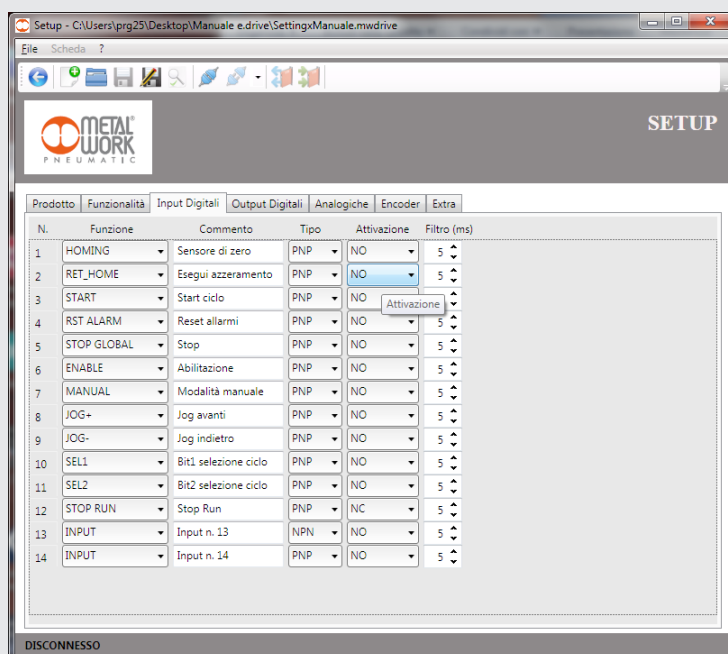 Setup - C:\Users\prg25\Desktop\Manuale e.drive\SettingxManuale.mwdrive
File Scheda ?
METAL
WORK
PNEUMATIC
SETUP
Prodotto Funzionalità Input Digitali Output Digitali Analogiche Encoder Extra
N. Funzione Commento Tipo Attivazione Filtro (ms)
1 HOMING Sensore di zero PNP NO 5
2 RET_HOME Esegui azzeramento PNP NO 5
3 START Start ciclo PNP NO
Attivazione
4 RST ALARM Reset allarmi PNP NO 5
5 STOP GLOBAL Stop PNP NO 5
6 ENABLE Abilitazione PNP NO 5
7 MANUAL Modalità manuale PNP NO 5
8 JOG+ Jog avanti PNP NO 5
9 JOG- Jog indietro PNP NO 5
10 SEL1 Bit1 selezione ciclo PNP NO 5
11 SEL2 Bit2 selezione ciclo PNP NO 5
12 STOP RUN Stop Run PNP NC 5
13 INPUT Input n. 13 NPN NO 5
14 INPUT Input n. 14 PNP NO 5
DISCONNESSO